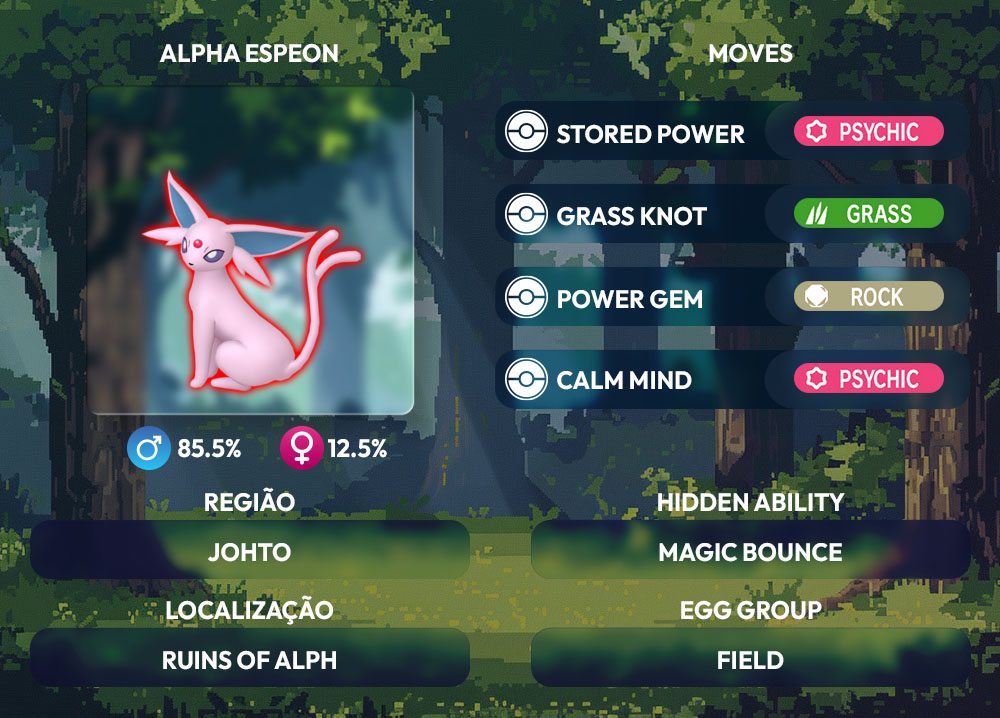 ALPHA ESPEON
85.5% 12.5%
REGIÃO
JOHTO
LOCALIZAÇÃO
RUINS OF ALPH
MOVES
STORED POWER PSYCHIC
GRASS KNOT GRASS
POWER GEM ROCK
CALM MIND PSYCHIC
HIDDEN ABILITY
MAGIC BOUNCE
EGG GROUP
FIELD